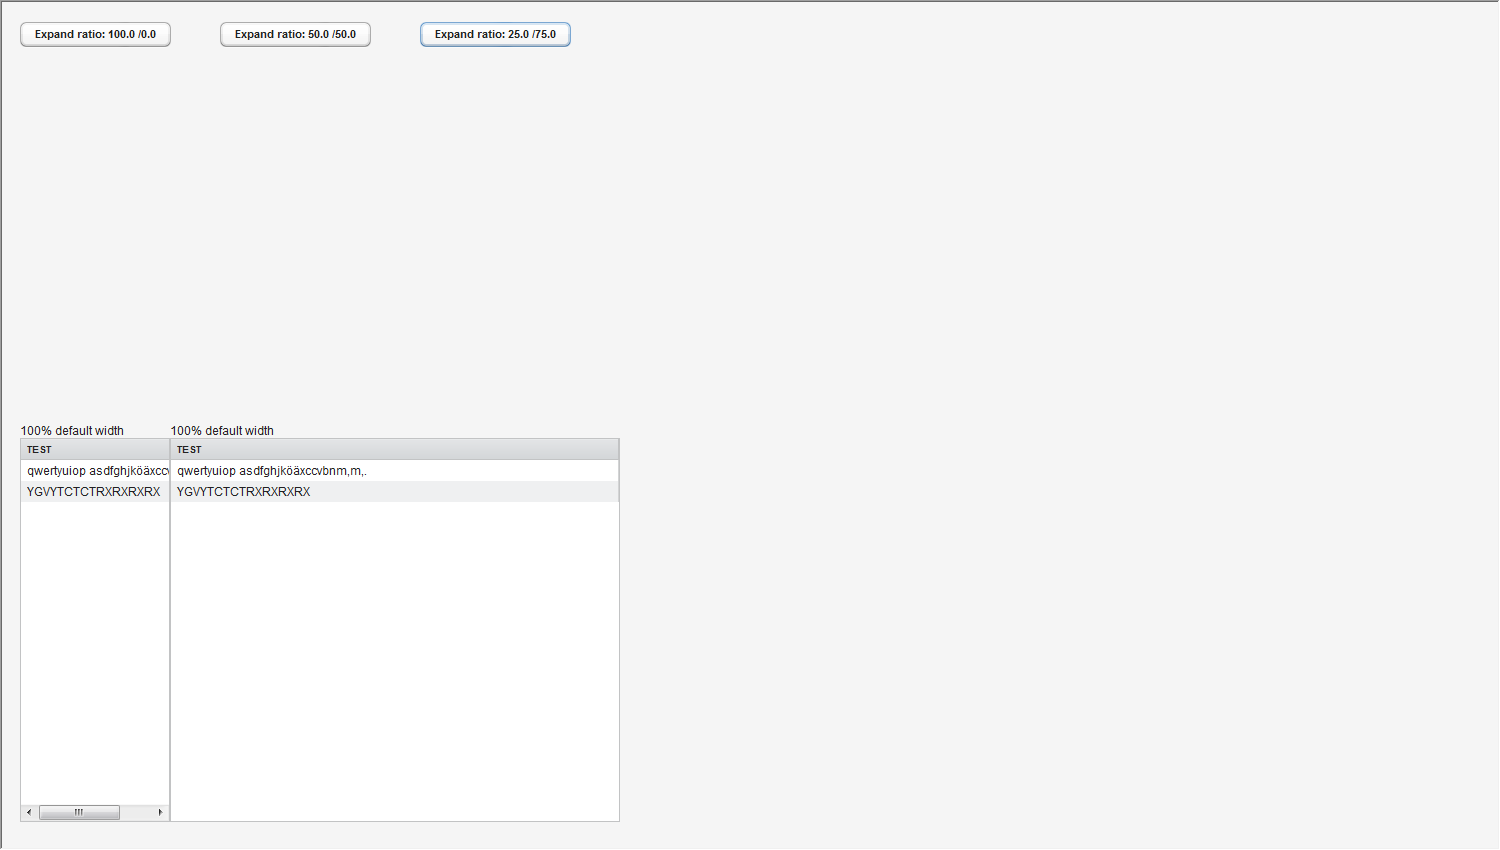 Expand ratio: 100.0 /0.0
Expand ratio: 50.0 /50.0
Expand ratio: 25.0 /75.0
100% default width
100% default width
TEST
TEST
qwertyuiop asdfghjköäxccv
qwertyuiop asdfghjköäxccvbnm,m,.
YGVYTCTCTRXRXRXRX
YGVYTCTCTRXRXRXRX